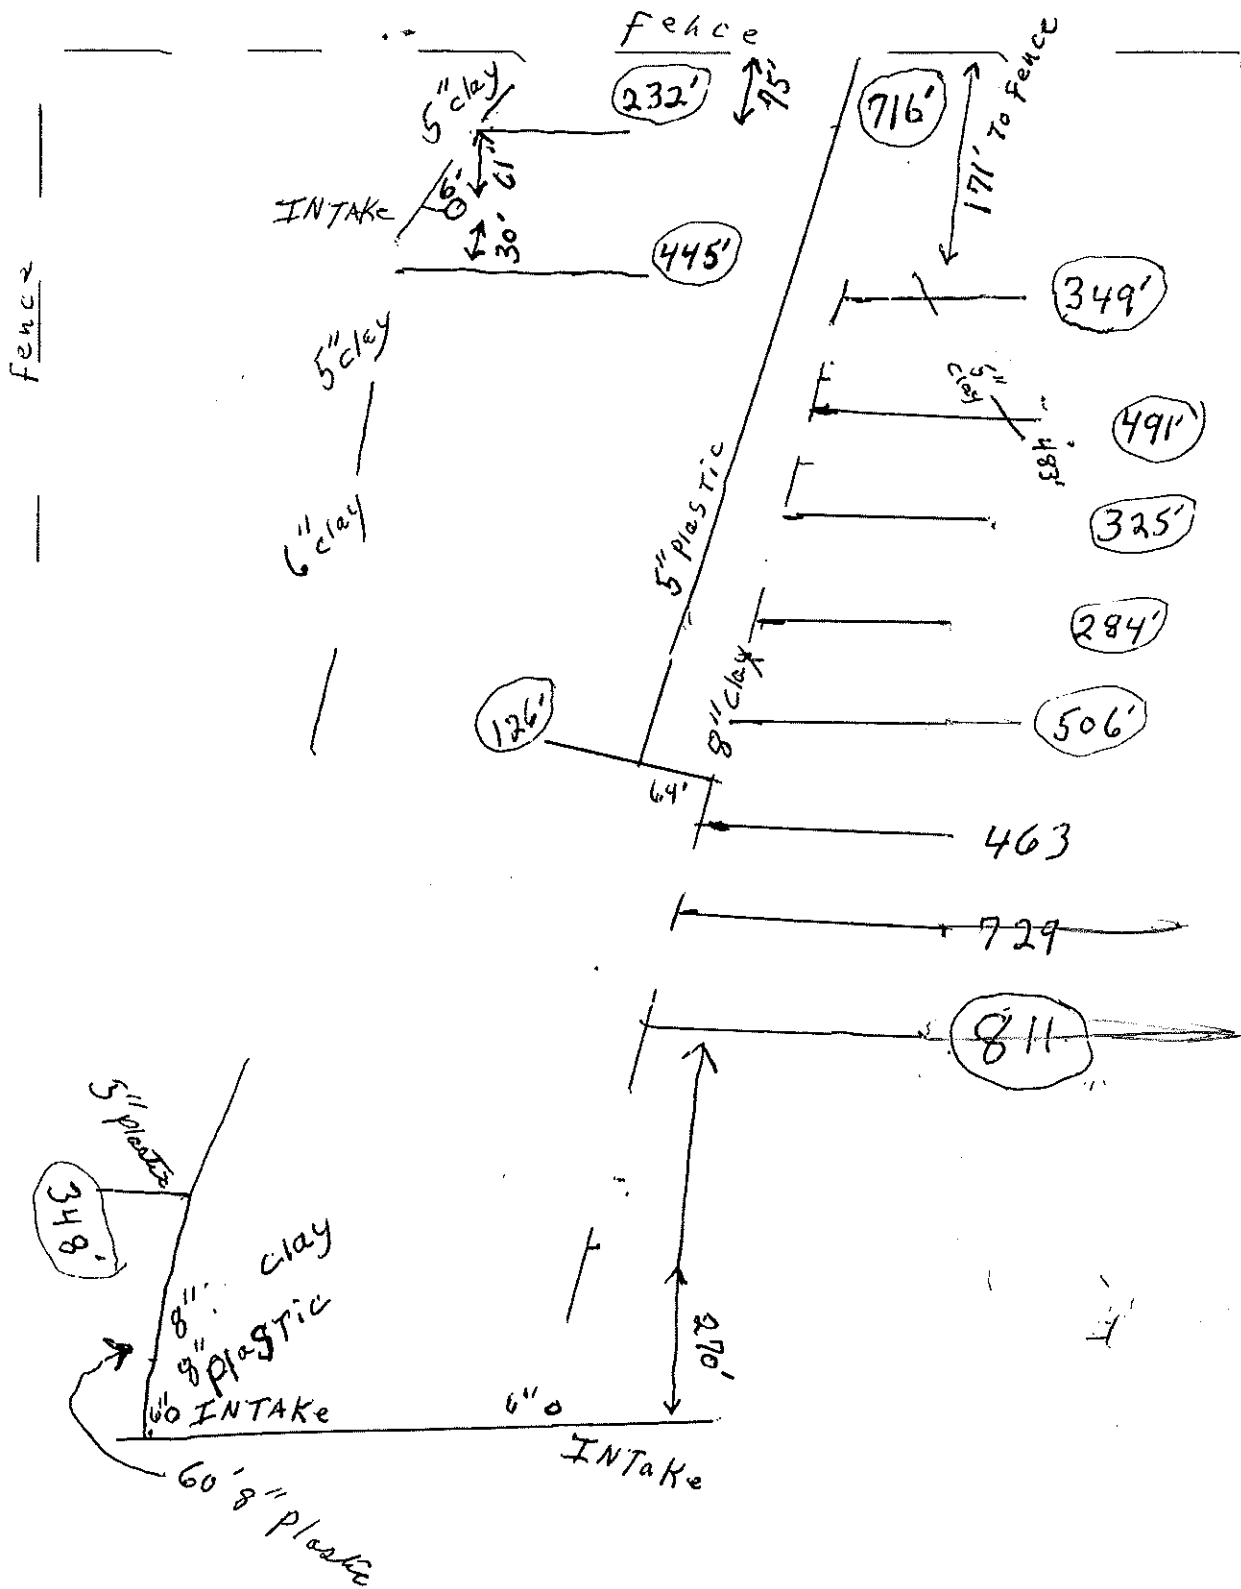 Fence
5" clay
232'
75'
716'
171' To Fence
6'
61"
INTAKe
30'
445'
349'
Fence
5" clay
5" clay
491'
483'
6" clay
5" plastic
325'
284'
8" clay
126'
506'
64'
463
729
811
5" plastic
348'
8" clay
8" plastic
270'
6" INTAKe
6"
INTaKe
60' 8" plastic